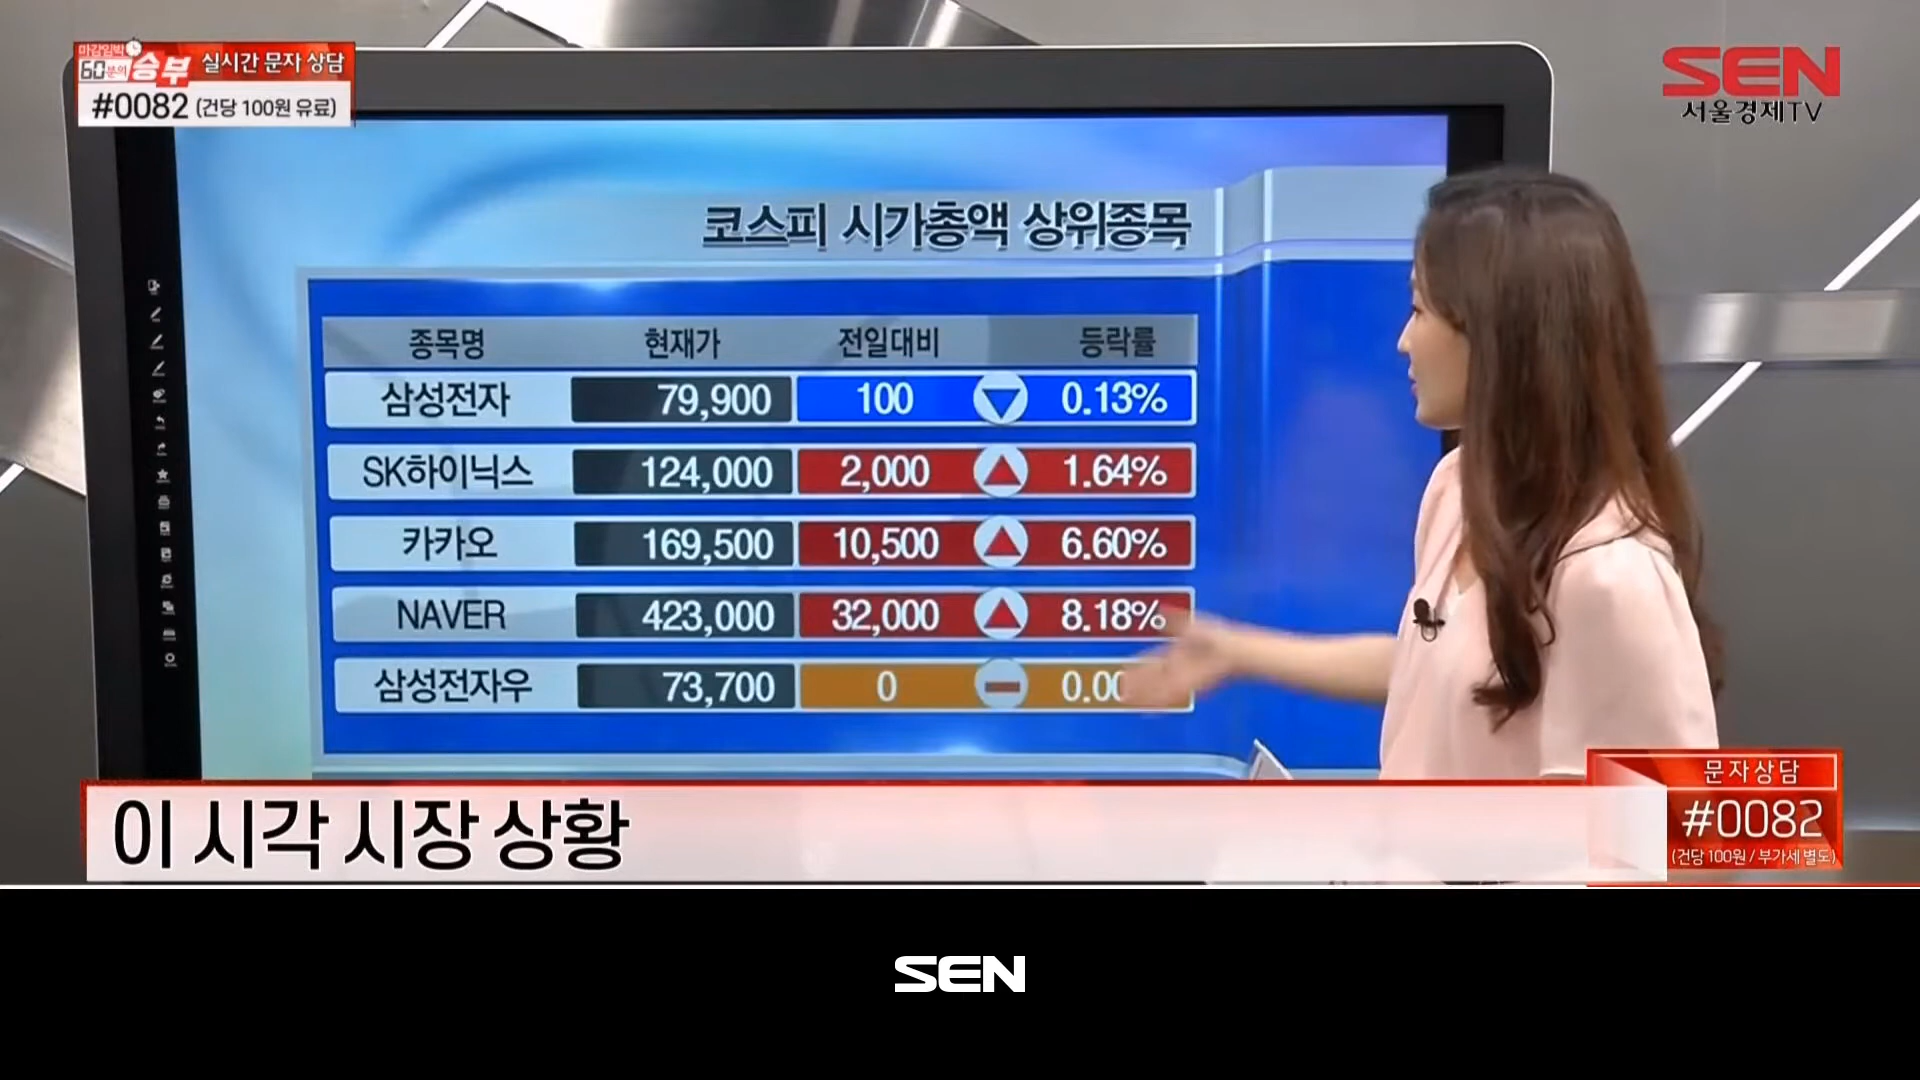 마감임박
60분의 승부
실시간 문자 상담
#0082 (건당 100원 유료)
SEN
서울경제TV
코스피 시가총액 상위종목
종목명 현재가 전일대비 등락률
삼성전자 79,900 100 0.13%
SK하이닉스 124,000 2,000 1.64%
카카오 169,500 10,500 6.60%
NAVER 423,000 32,000 8.18%
삼성전자우 73,700 0 0.00
이 시각 시장 상황
문자상담
#0082
(건당 100원 / 부가세 별도)
SEN